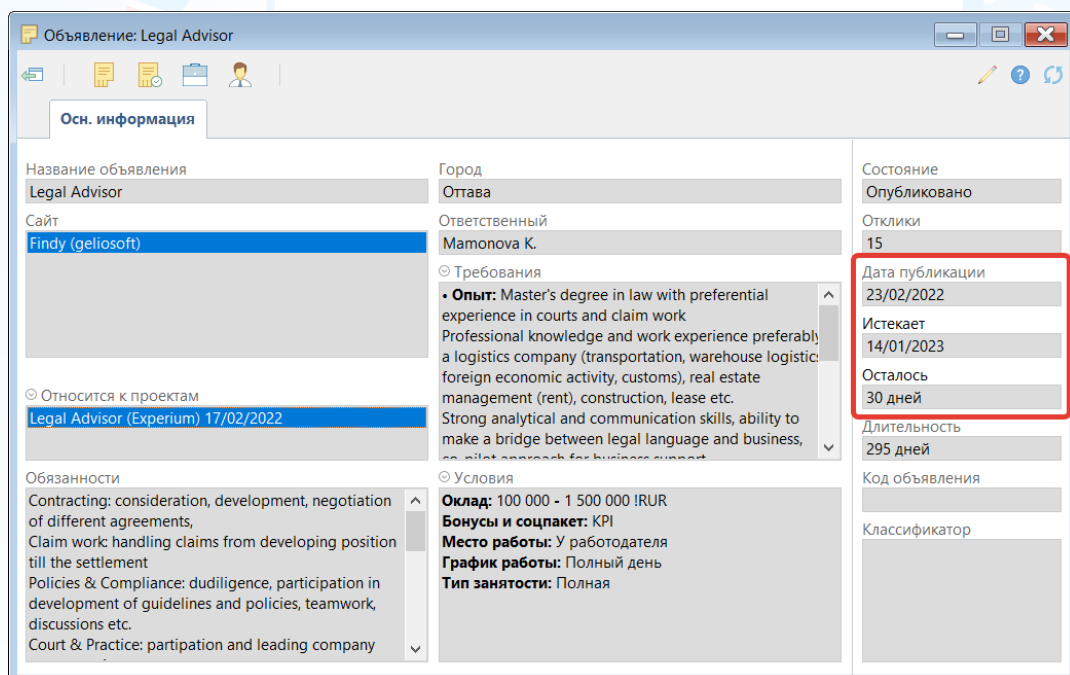 Объявление: Legal Advisor
Осн. информация
Название объявления
Legal Advisor
Сайт
Findy (geliosoft)
Относится к проектам
Legal Advisor (Experium) 17/02/2022
Обязанности
Contracting: consideration, development, negotiation
of different agreements,
Claim work: handling claims from developing position
till the settlement
Policies & Compliance: dudiligence, participation in
development of guidelines and policies, teamwork,
discussions etc.
Court & Practice: partipation and leading company
Город
Оттава
Ответственный
Mamonova K.
Требования
• Опыт: Master's degree in law with preferential
experience in courts and claim work
Professional knowledge and work experience preferably
a logistics company (transportation, warehouse logistics
foreign economic activity, customs), real estate
management (rent), construction, lease etc.
Strong analytical and communication skills, ability to
make a bridge between legal language and business,
co-pilot approach for business support
Условия
Оклад: 100 000 - 1 500 000 !RUR
Бонусы и соцпакет: KPI
Место работы: У работодателя
График работы: Полный день
Тип занятости: Полная
Состояние
Опубликовано
Отклики
15
Дата публикации
23/02/2022
Истекает
14/01/2023
Осталось
30 дней
Длительность
295 дней
Код объявления
Классификатор